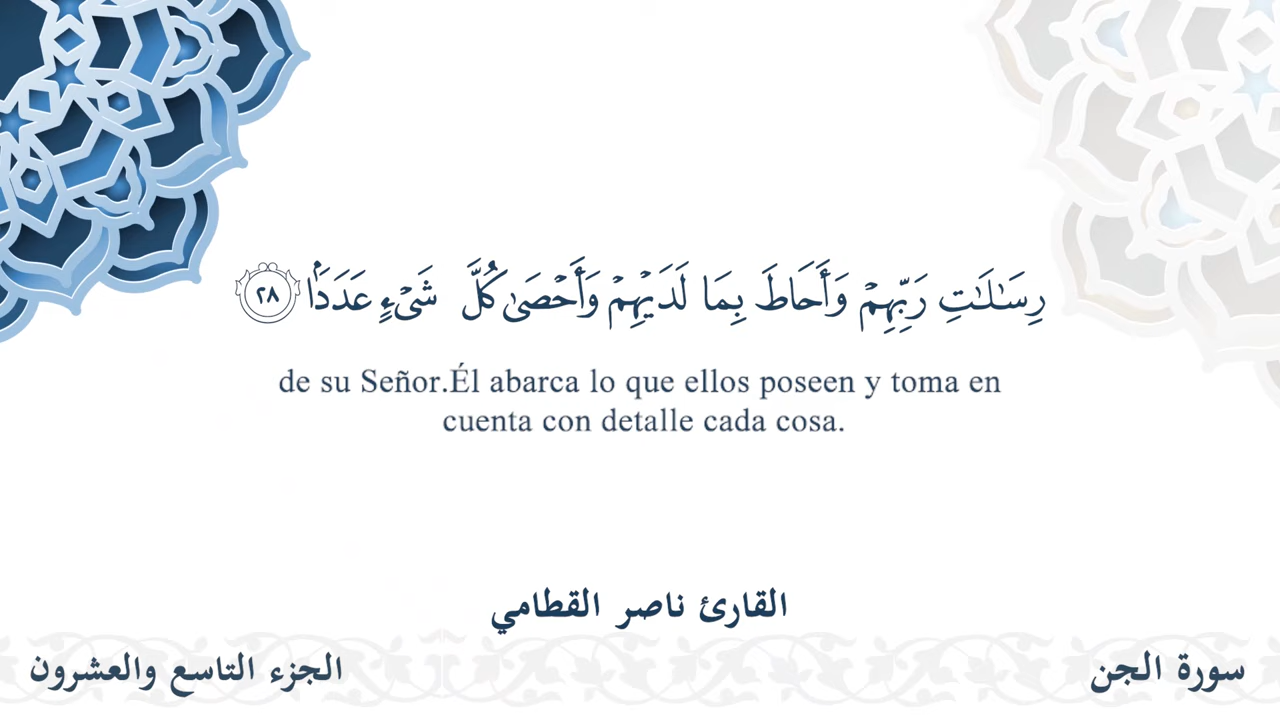 رِسَٰلَٰتِ رَبِّهِمۡ وَأَحَاطَ بِمَا لَدَيۡهِمۡ وَأَحۡصَىٰ كُلَّ شَيۡءٍ عَدَدَۢا ٢٨
de su Señor.Él abarca lo que ellos poseen y toma en
cuenta con detalle cada cosa.
القارئ ناصر القطامي
سورة الجن
الجزء التاسع والعشرون